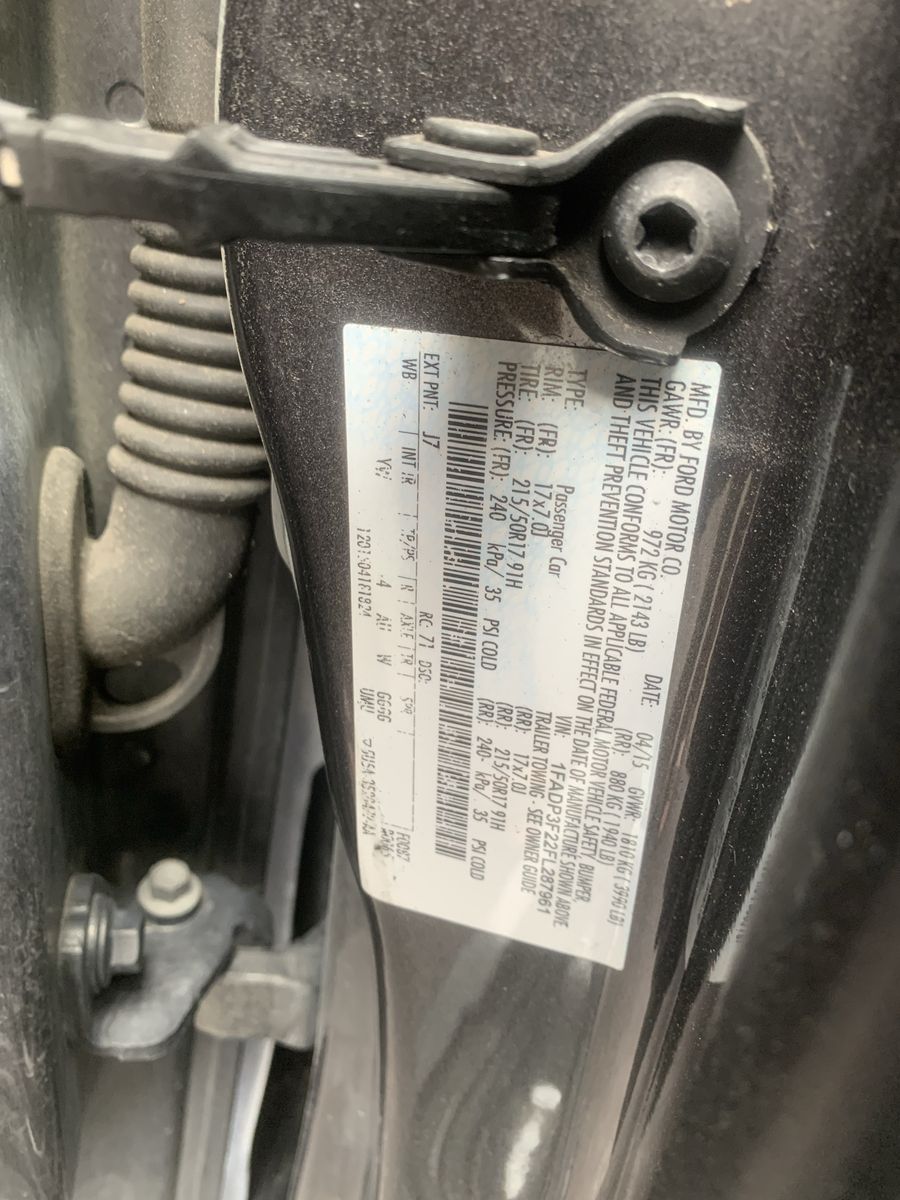 MFD. BY FORD MOTOR CO.
DATE: 04/15 GVWR: 1810 KG ( 3990 LB)
GAWR: (FR): 972 KG ( 2143 LB) (RR): 880 KG ( 1940 LB)
THIS VEHICLE CONFORMS TO ALL APPLICABLE FEDERAL MOTOR VEHICLE SAFETY, BUMPER,
AND THEFT PREVENTION STANDARDS IN EFFECT ON THE DATE OF MANUFACTURE SHOWN ABOVE
VIN: 1FADP3F22FL287961
TYPE: Passenger Car TRAILER TOWING - SEE OWNER GUIDE
RIM: (FR): 17x7.0J (RR): 17x7.0J
TIRE: (FR): 215/50R17 91H (RR): 215/50R17 91H
PRESSURE: (FR): 240 kPa/ 35 PSI COLD (RR): 240 kPa/ 35 PSI COLD
EXT PNT: J7 RC: 71 DSO:
WB INT TR TP/PS R AXLE TR SPR
YW 4 AH W GGGG